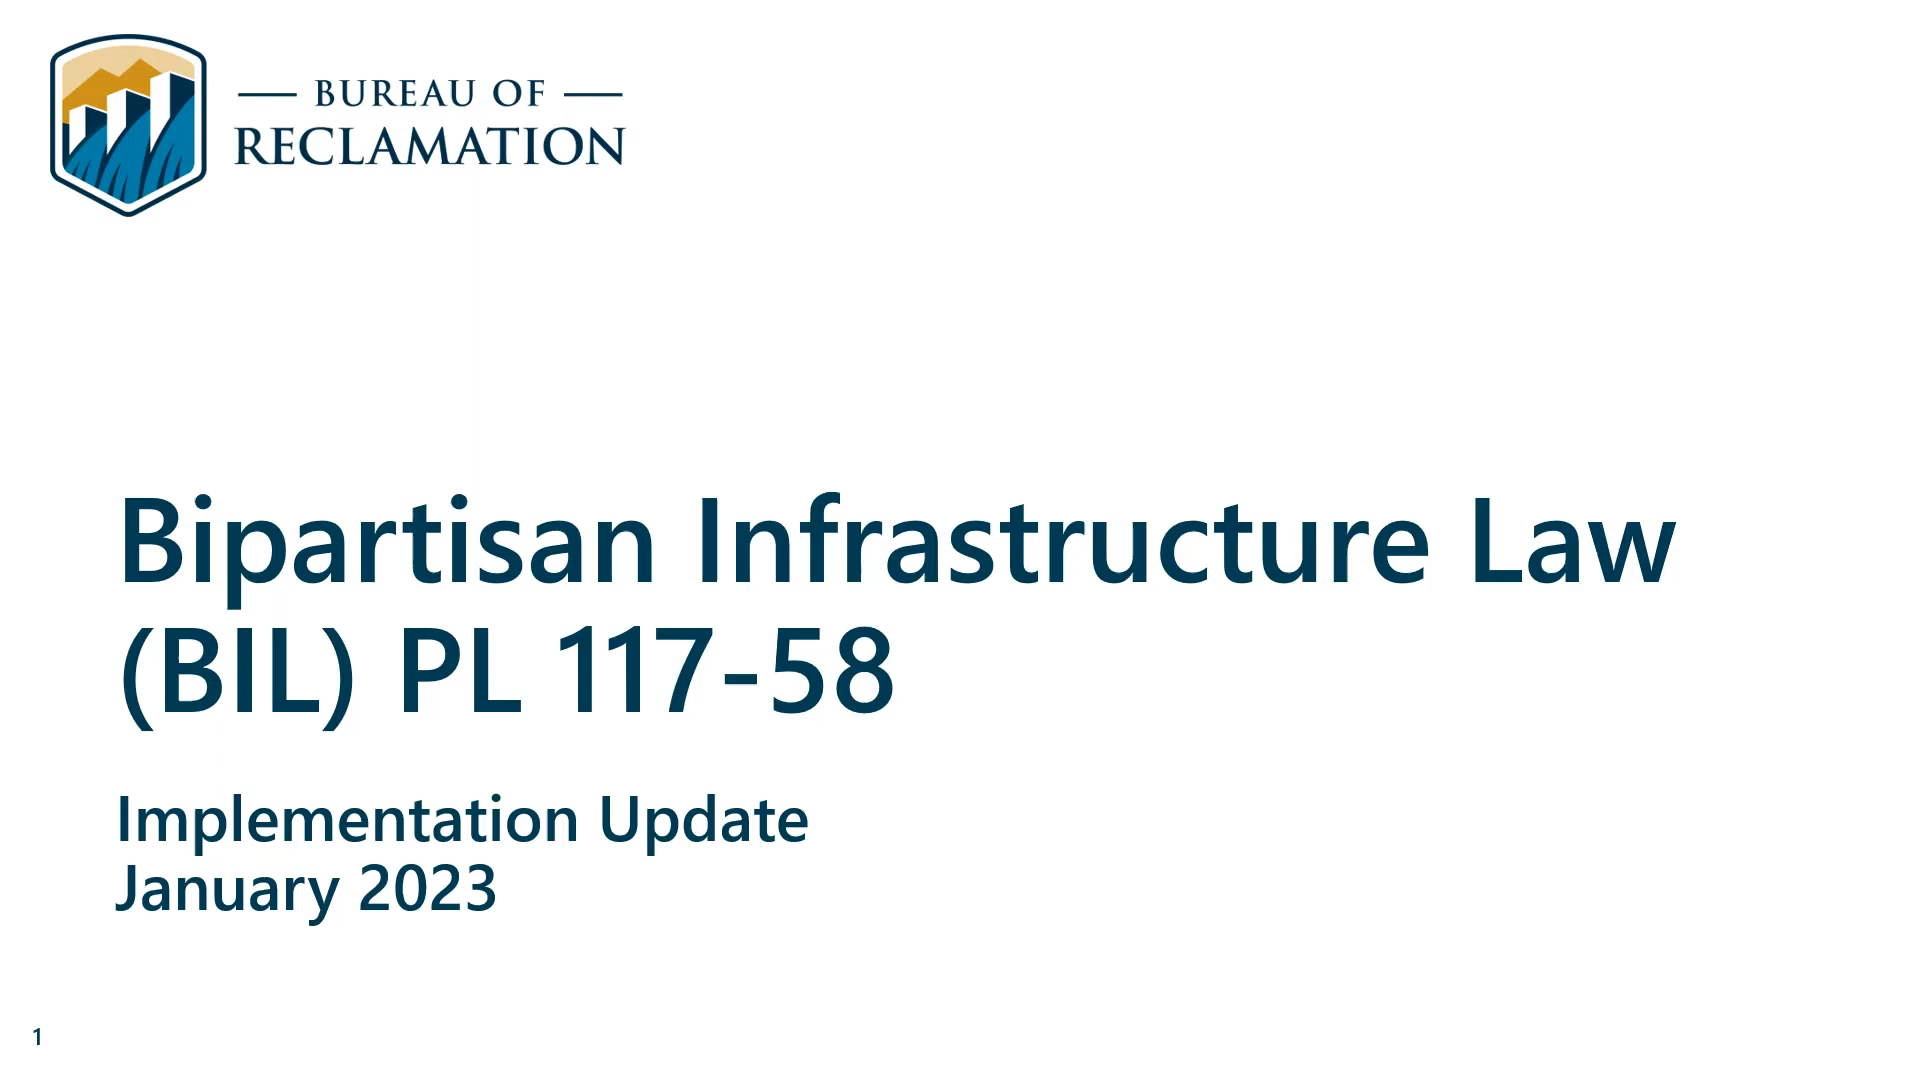 BUREAU OF
RECLAMATION
Bipartisan Infrastructure Law
(BIL) PL 117-58
Implementation Update
January 2023
1